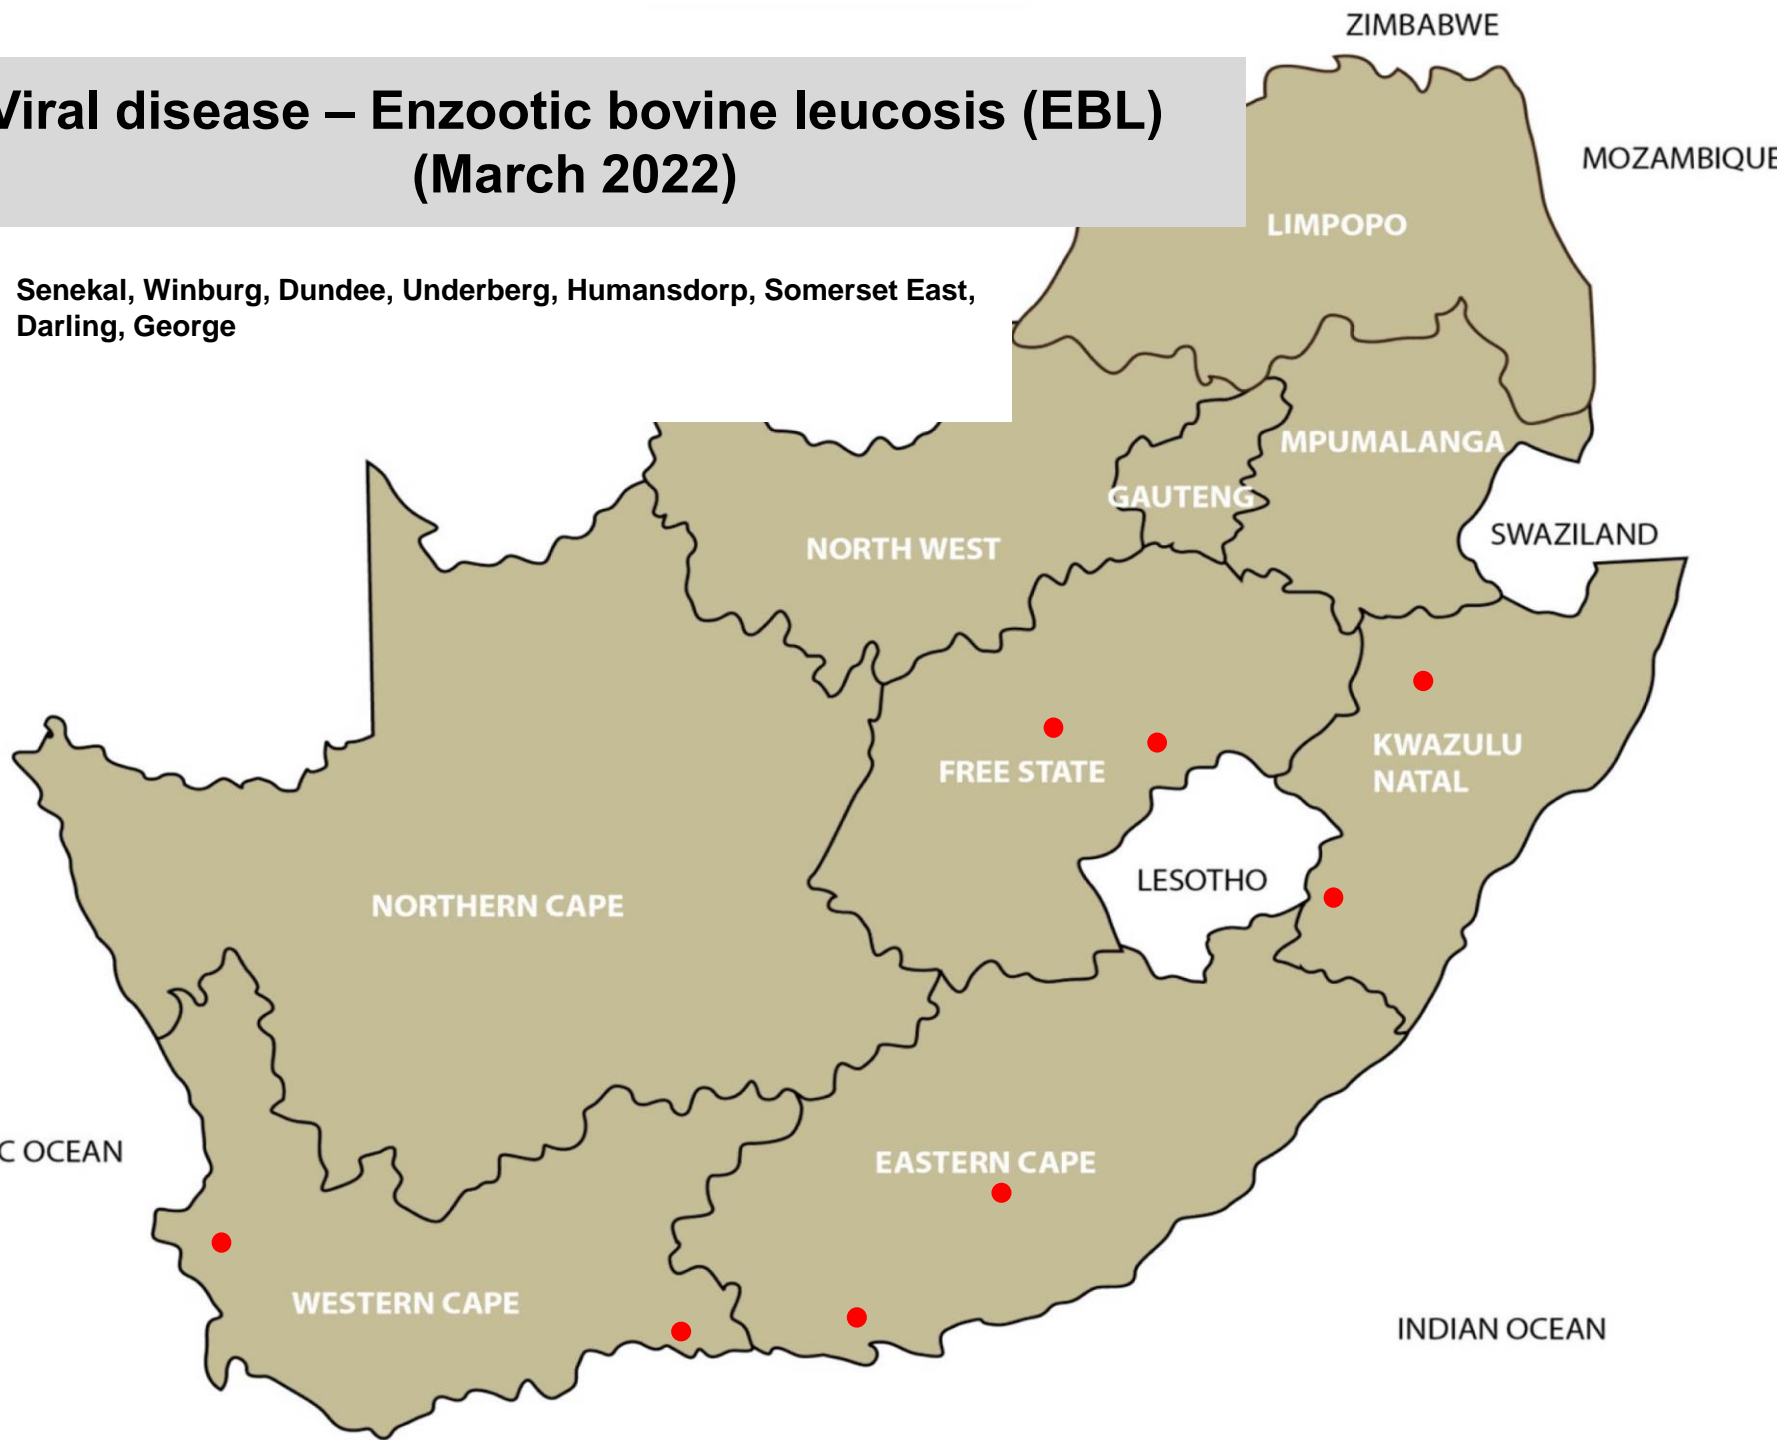 ZIMBABWE
Viral disease – Enzootic bovine leucosis (EBL)
(March 2022)
MOZAMBIQUE
LIMPOPO
Senekal, Winburg, Dundee, Underberg, Humansdorp, Somerset East,
Darling, George
MPUMALANGA
GAUTENG
SWAZILAND
NORTH WEST
KWAZULU
NATAL
FREE STATE
LESOTHO
NORTHERN CAPE
C OCEAN
EASTERN CAPE
WESTERN CAPE
INDIAN OCEAN